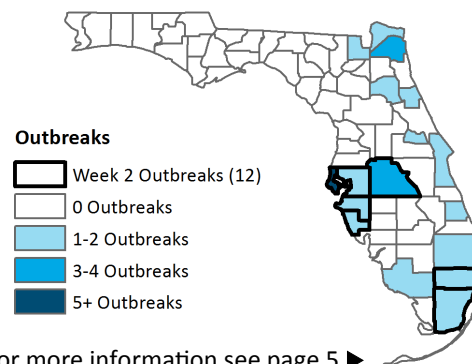 Outbreaks
Week 2 Outbreaks (12)
0 Outbreaks
1-2 Outbreaks
3-4 Outbreaks
5+ Outbreaks
or more information see page 5 ▶